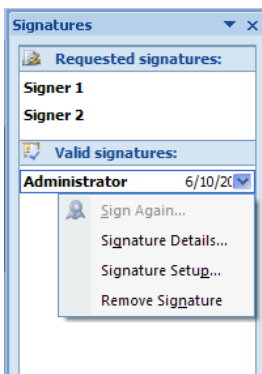 Signatures
Requested signatures:
Signer 1
Signer 2
Valid signatures:
Administrator 6/10/20
Sign Again...
Signature Details...
Signature Setup...
Remove Signature